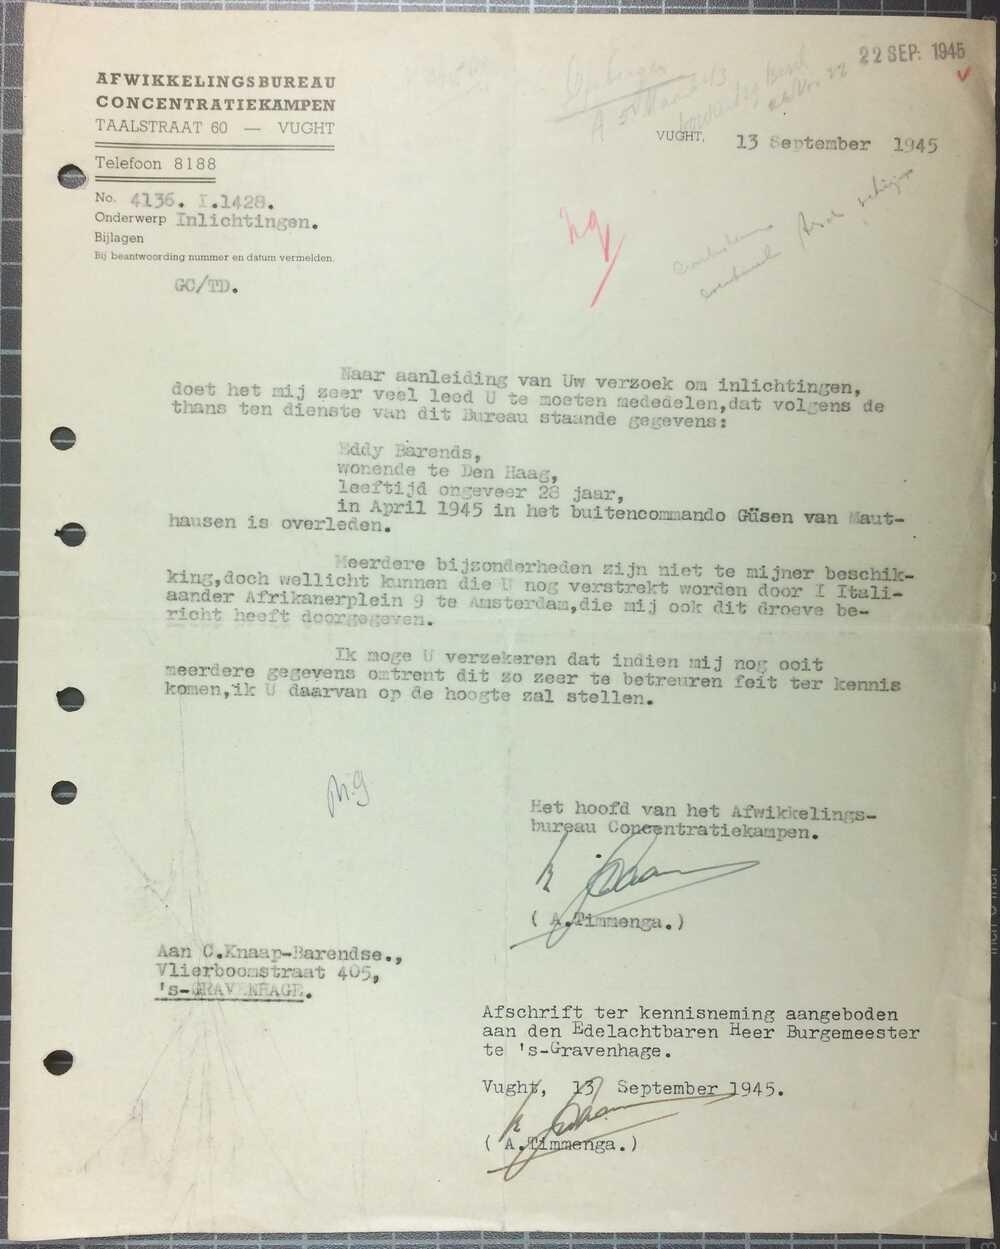 22 SEP. 1945
AFWIKKELINGSBUREAU
CONCENTRATIEKAMPEN
TAALSTRAAT 60 — VUGHT
Telefoon 8188
VUGHT, 13 September 1945
No. 4136. I.1428.
Onderwerp Inlichtingen.
Bijlagen
Bij beantwoording nummer en datum vermelden.
GC/TD.
Naar aanleiding van Uw verzoek om inlichtingen,
doet het mij zeer veel leed U te moeten mededelen,dat volgens de
thans ten dienste van dit Bureau staande gegevens:
Eddy Barends,
wonende te Den Haag,
leeftijd ongeveer 28 jaar,
in April 1945 in het buitencommando Güsen van Maut-
hausen is overleden.
Meerdere bijzonderheden zijn niet te mijner beschik-
king,doch wellicht kunnen die U nog verstrekt worden door I Itali-
aander Afrikanerplein 9 te Amsterdam,die mij ook dit droeve be-
richt heeft doorgegeven.
Ik moge U verzekeren dat indien mij nog ooit
meerdere gegevens omtrent dit zo zeer te betreuren feit ter kennis
komen,ik U daarvan op de hoogte zal stellen.
Het hoofd van het Afwikkelings-
bureau Concentratiekampen.
( A.Timmenga.)
Aan C.Knaap-Barendse.,
Vlierboomstraat 405,
's-GRAVENHAGE.
Afschrift ter kennisneming aangeboden
aan den Edelachtbaren Heer Burgemeester
te 's-Gravenhage.
Vught, 13 September 1945.
( A.Timmenga.)